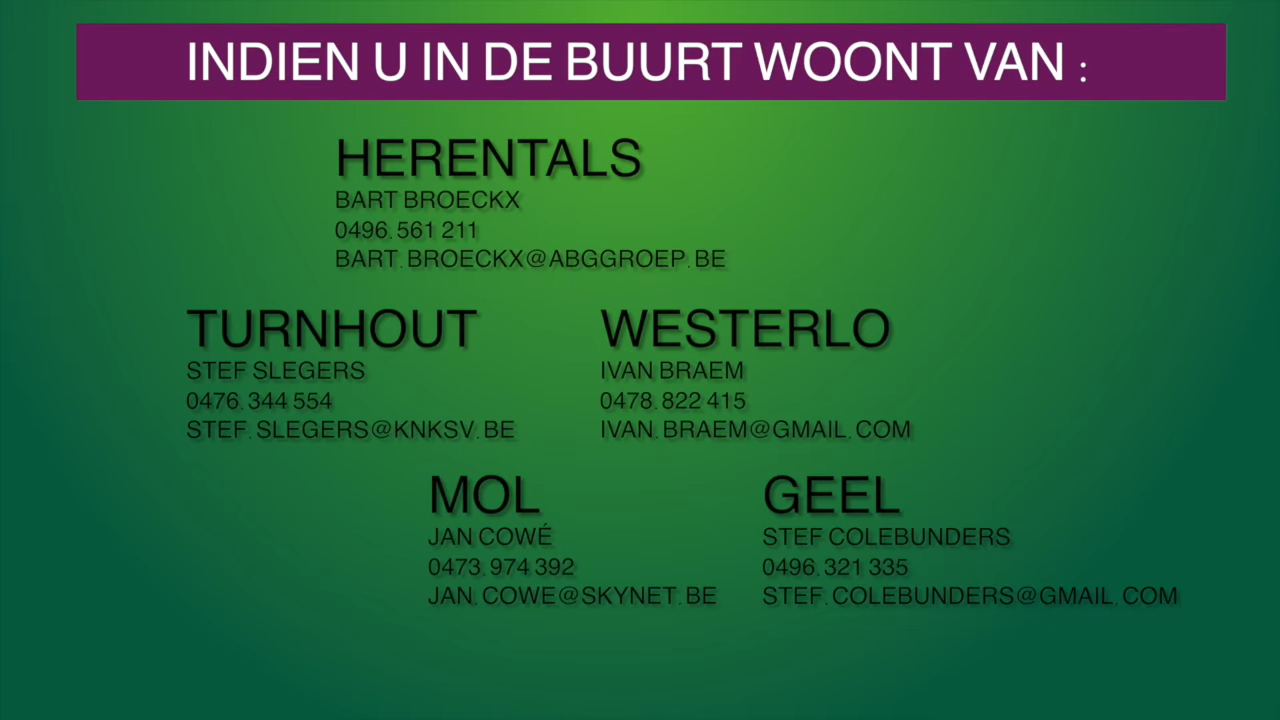 INDIEN U IN DE BUURT WOONT VAN :
HERENTALS
BART BROECKX
0496. 561 211
BART. BROECKX@ABGGROEP. BE
TURNHOUT
STEF SLEGERS
0476. 344 554
STEF. SLEGERS@KNKSV. BE
WESTERLO
IVAN BRAEM
0478. 822 415
IVAN. BRAEM@GMAIL. COM
MOL
JAN COWÉ
0473. 974 392
JAN. COWE@SKYNET. BE
GEEL
STEF COLEBUNDERS
0496. 321 335
STEF. COLEBUNDERS@GMAIL. COM